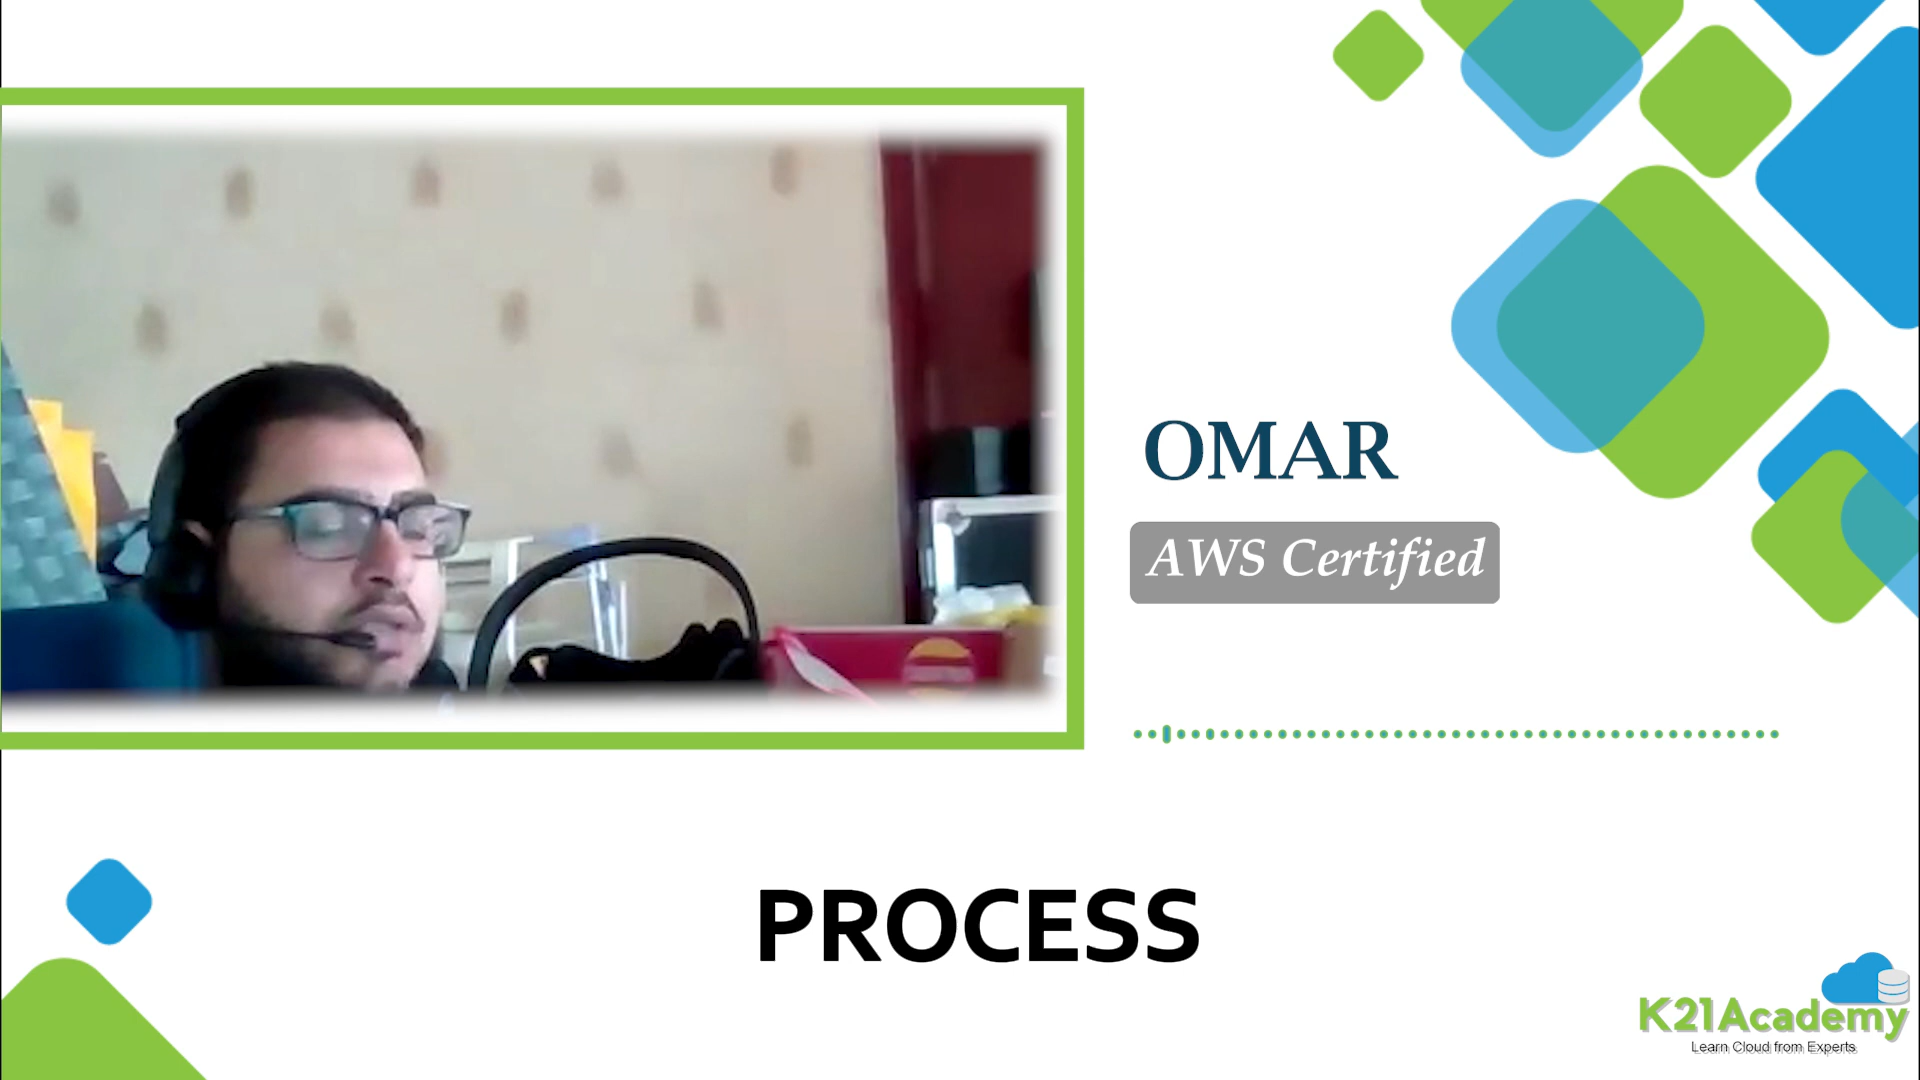 OMAR
AWS Certified
PROCESS
K21Academy
Learn Cloud from Experts